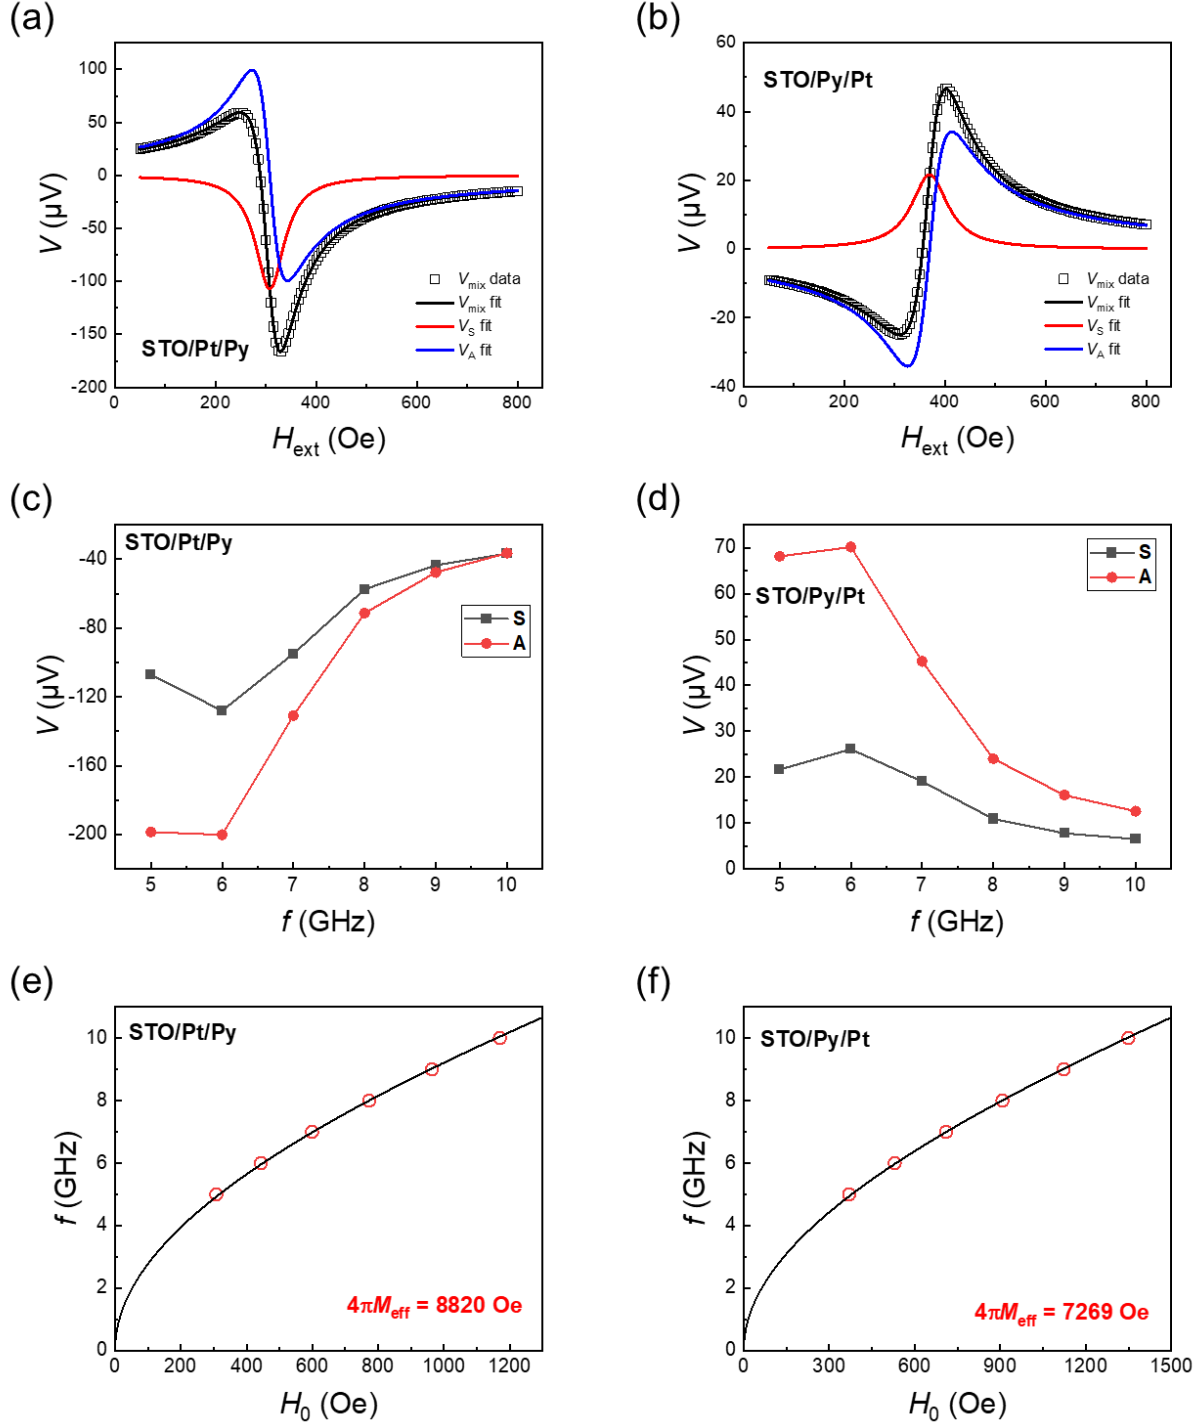 (a)
100
50
0
-50
-100
-150
-200
V (µV)
0 200 400 600 800
H_ext (Oe)
STO/Pt/Py
V_mix data
V_mix fit
V_S fit
V_A fit
(b)
60
40
20
0
-20
-40
V (µV)
0 200 400 600 800
H_ext (Oe)
STO/Py/Pt
V_mix data
V_mix fit
V_S fit
V_A fit
(c)
-40
-80
-120
-160
-200
V (µV)
5 6 7 8 9 10
f (GHz)
STO/Pt/Py
S
A
(d)
70
60
50
40
30
20
10
0
V (µV)
5 6 7 8 9 10
f (GHz)
STO/Py/Pt
S
A
(e)
10
8
6
4
2
0
f (GHz)
0 200 400 600 800 1000 1200
H_0 (Oe)
STO/Pt/Py
4πM_eff = 8820 Oe
(f)
10
8
6
4
2
0
f (GHz)
0 300 600 900 1200 1500
H_0 (Oe)
STO/Py/Pt
4πM_eff = 7269 Oe